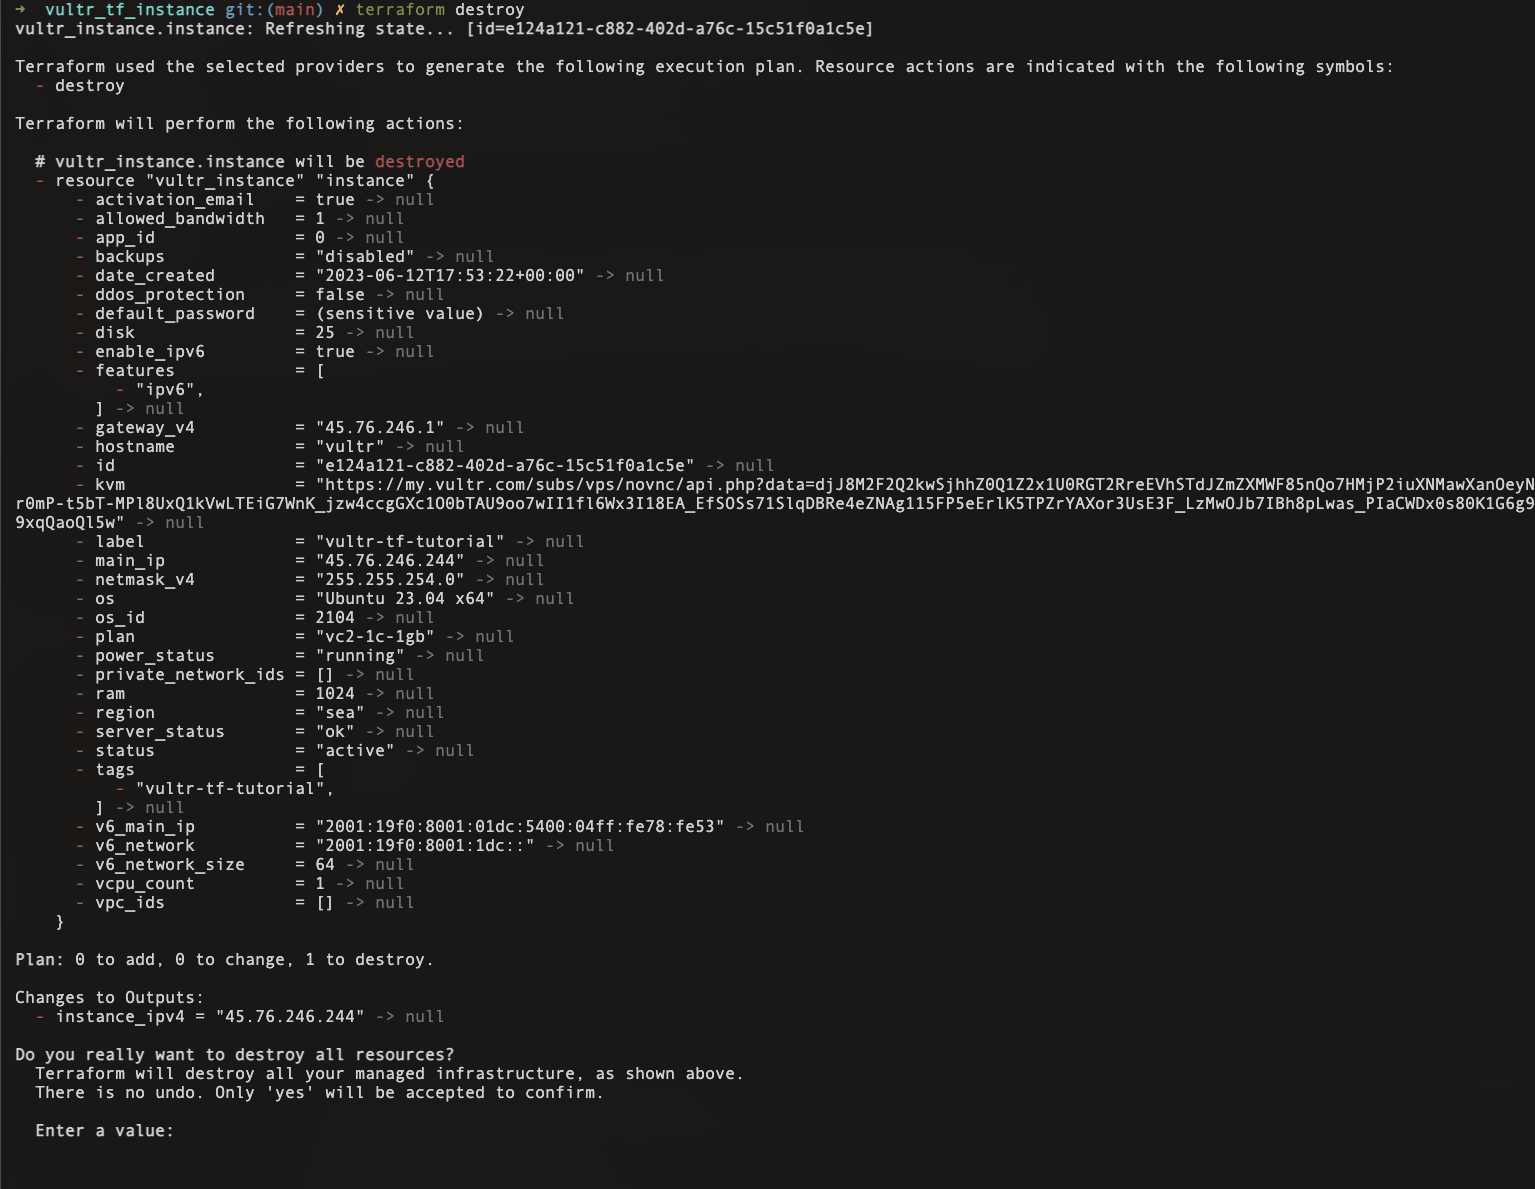 → vultr_tf_instance git:(main) ✗ terraform destroy
vultr_instance.instance: Refreshing state... [id=e124a121-c882-402d-a76c-15c51f0a1c5e]

Terraform used the selected providers to generate the following execution plan. Resource actions are indicated with the following symbols:
  - destroy

Terraform will perform the following actions:

  # vultr_instance.instance will be destroyed
  - resource "vultr_instance" "instance" {
      - activation_email    = true -> null
      - allowed_bandwidth   = 1 -> null
      - app_id              = 0 -> null
      - backups             = "disabled" -> null
      - date_created        = "2023-06-12T17:53:22+00:00" -> null
      - ddos_protection     = false -> null
      - default_password    = (sensitive value) -> null
      - disk                = 25 -> null
      - enable_ipv6         = true -> null
      - features            = [
          - "ipv6",
        ] -> null
      - gateway_v4          = "45.76.246.1" -> null
      - hostname            = "vultr" -> null
      - id                  = "e124a121-c882-402d-a76c-15c51f0a1c5e" -> null
      - kvm                 = "https://my.vultr.com/subs/vps/novnc/api.php?data=djJ8M2F2Q2kwSjhhZ0Q1Z2x1U0RGT2RreEVhSTdJZmZXMWF85nQo7HMjP2iuXNMawXanOeyN
r0mP-t5bT-MPl8UxQ1kVwLTEiG7WnK_jzw4ccgGXc1O0bTAU9oo7wII1fl6Wx3I18EA_EfSOSs71SlqDBRe4eZNAg115FP5eErlK5TPZrYAXor3UsE3F_LzMwOJb7IBh8pLwas_PIaCWDx0s80K1G6g9
9xqQaoQl5w" -> null
      - label               = "vultr-tf-tutorial" -> null
      - main_ip             = "45.76.246.244" -> null
      - netmask_v4          = "255.255.254.0" -> null
      - os                  = "Ubuntu 23.04 x64" -> null
      - os_id               = 2104 -> null
      - plan                = "vc2-1c-1gb" -> null
      - power_status        = "running" -> null
      - private_network_ids = [] -> null
      - ram                 = 1024 -> null
      - region              = "sea" -> null
      - server_status       = "ok" -> null
      - status              = "active" -> null
      - tags                = [
          - "vultr-tf-tutorial",
        ] -> null
      - v6_main_ip          = "2001:19f0:8001:01dc:5400:04ff:fe78:fe53" -> null
      - v6_network          = "2001:19f0:8001:1dc::" -> null
      - v6_network_size     = 64 -> null
      - vcpu_count          = 1 -> null
      - vpc_ids             = [] -> null
    }

Plan: 0 to add, 0 to change, 1 to destroy.

Changes to Outputs:
  - instance_ipv4 = "45.76.246.244" -> null

Do you really want to destroy all resources?
  Terraform will destroy all your managed infrastructure, as shown above.
  There is no undo. Only 'yes' will be accepted to confirm.

  Enter a value: